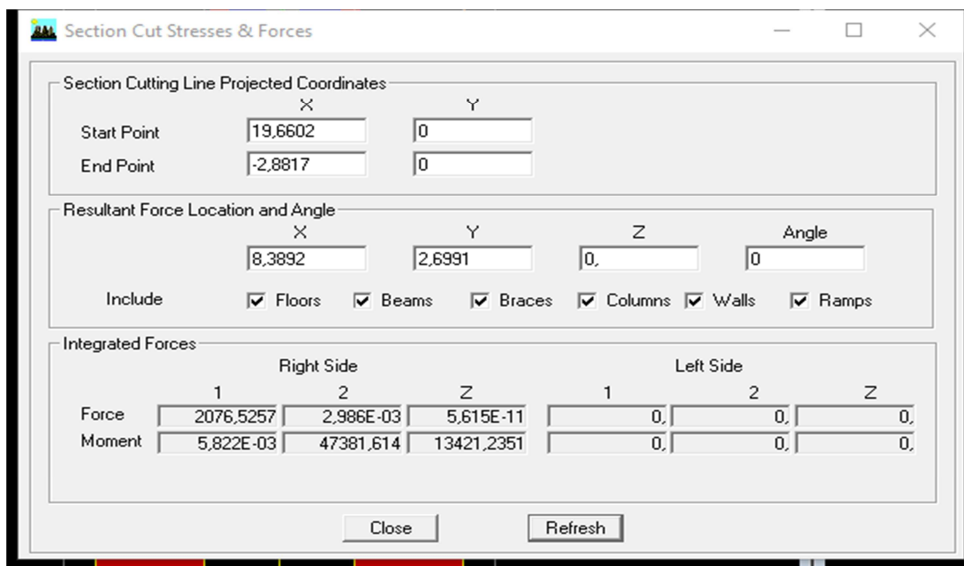 Section Cut Stresses & Forces
Section Cutting Line Projected Coordinates
X Y
Start Point 19,6602 0
End Point -2,8817 0
Resultant Force Location and Angle
X Y Z Angle
8,3892 2,6991 0, 0
Include Floors Beams Braces Columns Walls Ramps
Integrated Forces
Right Side Left Side
1 2 Z 1 2 Z
Force 2076,5257 2,986E-03 5,615E-11 0, 0, 0,
Moment 5,822E-03 47381,614 13421,2351 0, 0, 0,
Close Refresh